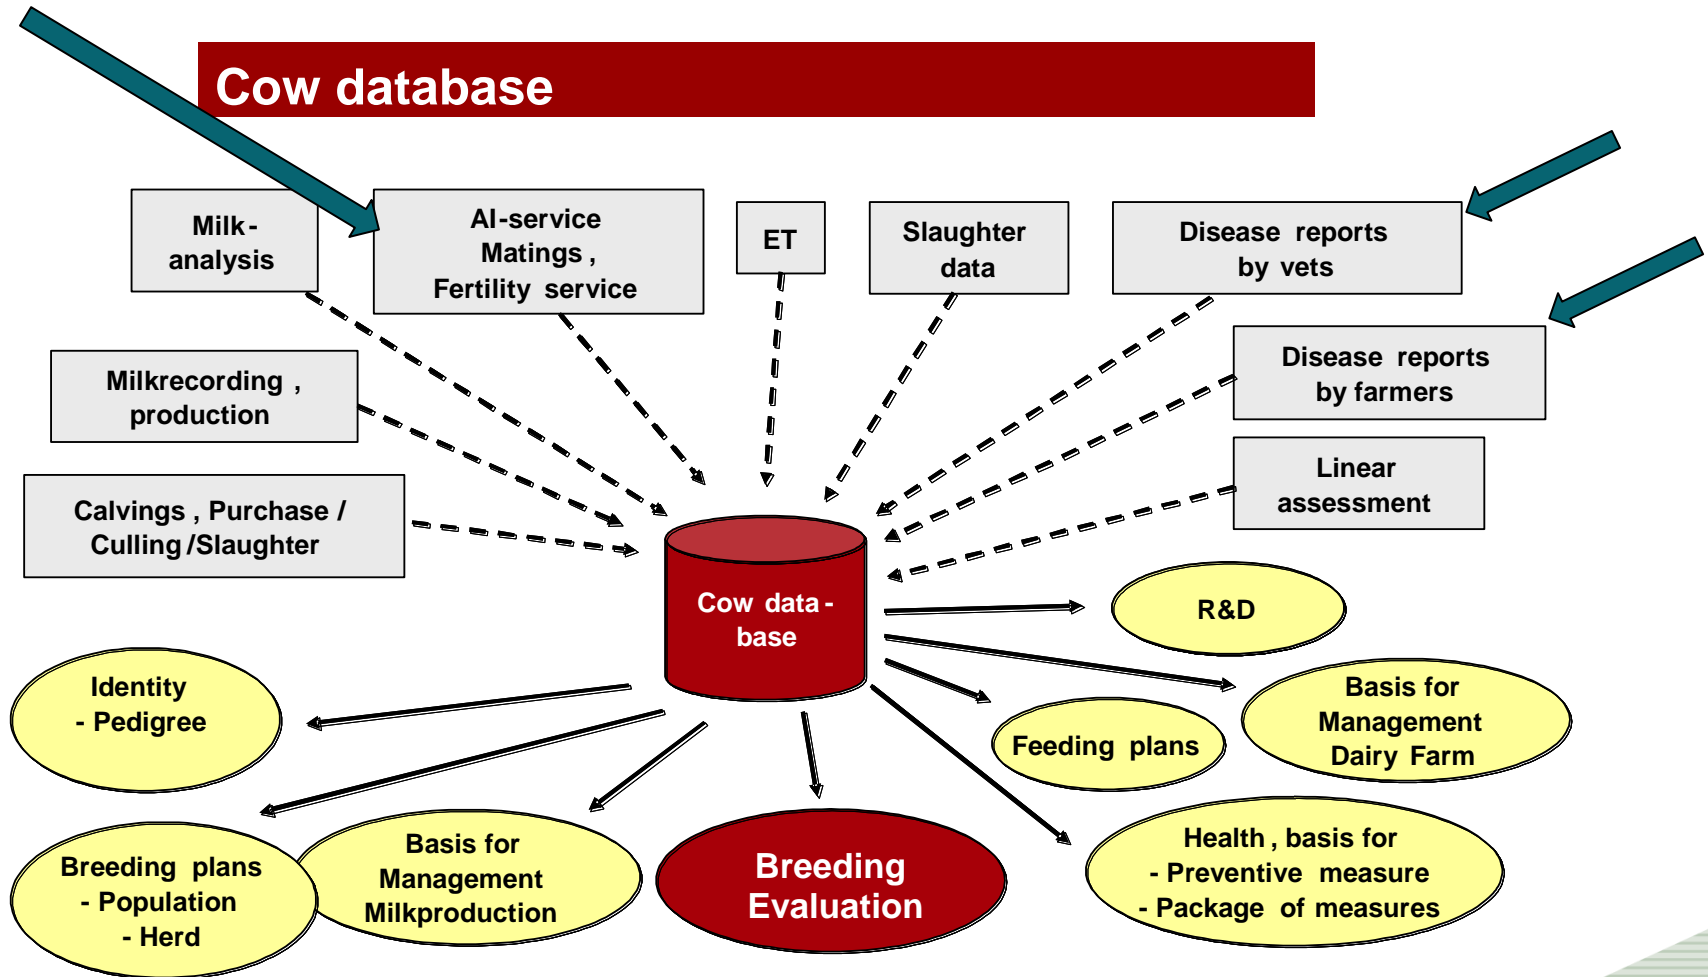 Cow database
Milk-
analysis
AI-service
Matings ,
Fertility service
ET
Slaughter
data
Disease reports
by vets
Milkrecording ,
production
Disease reports
by farmers
Calvings , Purchase /
Culling /Slaughter
Linear
assessment
Cow data-
base
R&D
Identity
- Pedigree
Feeding plans
Basis for
Management
Dairy Farm
Breeding plans
- Population
- Herd
Basis for
Management
Milkproduction
Breeding
Evaluation
Health , basis for
- Preventive measure
- Package of measures